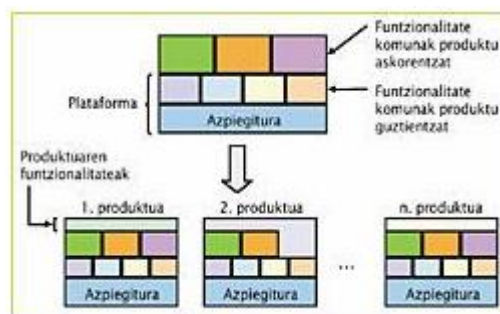 Funtzionalitate
komunak produktu
askorentzat
Funtzionalitate
komunak produktu
guztientzat
Plataforma
Azpiegitura
Produktuaren
funtzionalitateak
1. produktua
2. produktua
n. produktua
...
Azpiegitura
Azpiegitura
Azpiegitura